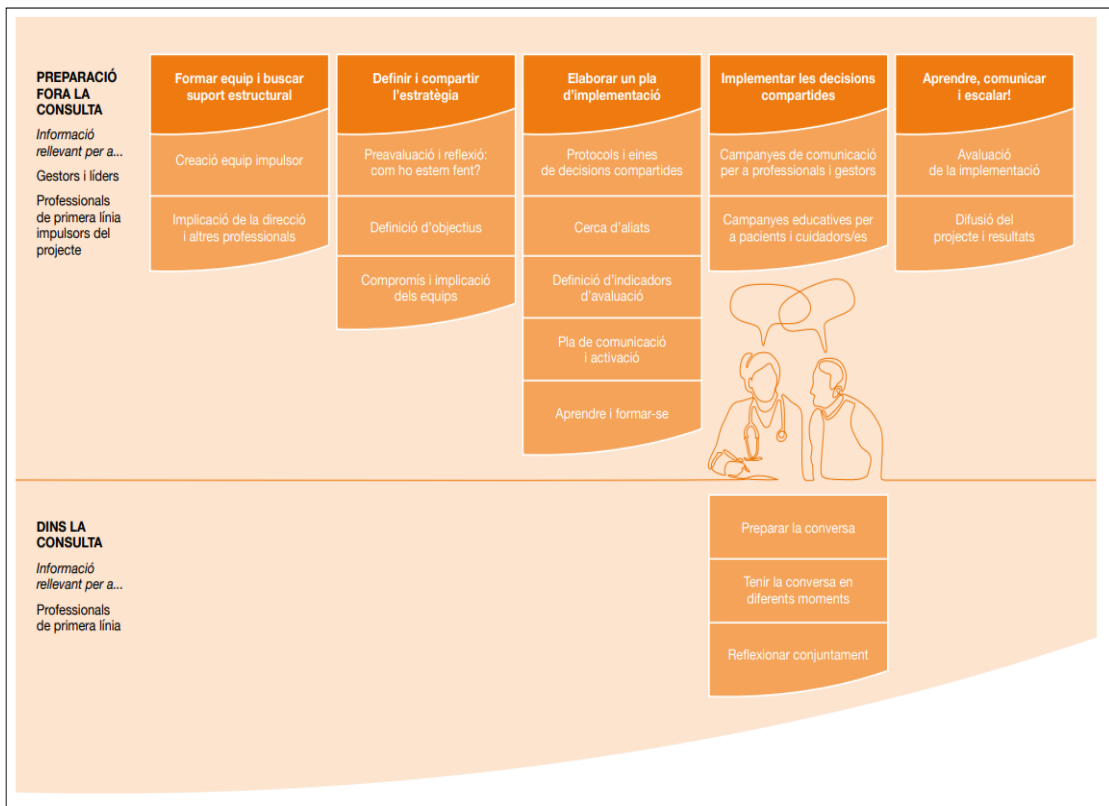 PREPARACIÓ
FORA LA
CONSULTA
Informació
rellevant per a...
Gestors i líders
Professionals
de primera línia
impulsors del
projecte
Formar equip i buscar
suport estructural
Creació equip impulsor
Implicació de la direcció
i altres professionals
Definir i compartir
l'estratègia
Preavaluació i reflexió:
com ho estem fent?
Definició d'objectius
Compromís i implicació
dels equips
Elaborar un pla
d'implementació
Protocols i eines
de decisions compartides
Cerca d'aliats
Definició d'indicadors
d'avaluació
Pla de comunicació
i activació
Aprendre i formar-se
Implementar les decisions
compartides
Campanyes de comunicació
per a professionals i gestors
Campanyes educatives per
a pacients i cuidadors/es
Aprendre, comunicar
i escalar!
Avaluació
de la implementació
Difusió del
projecte i resultats
DINS LA
CONSULTA
Informació
rellevant per a...
Professionals
de primera línia
Preparar la conversa
Tenir la conversa en
diferents moments
Reflexionar conjuntament